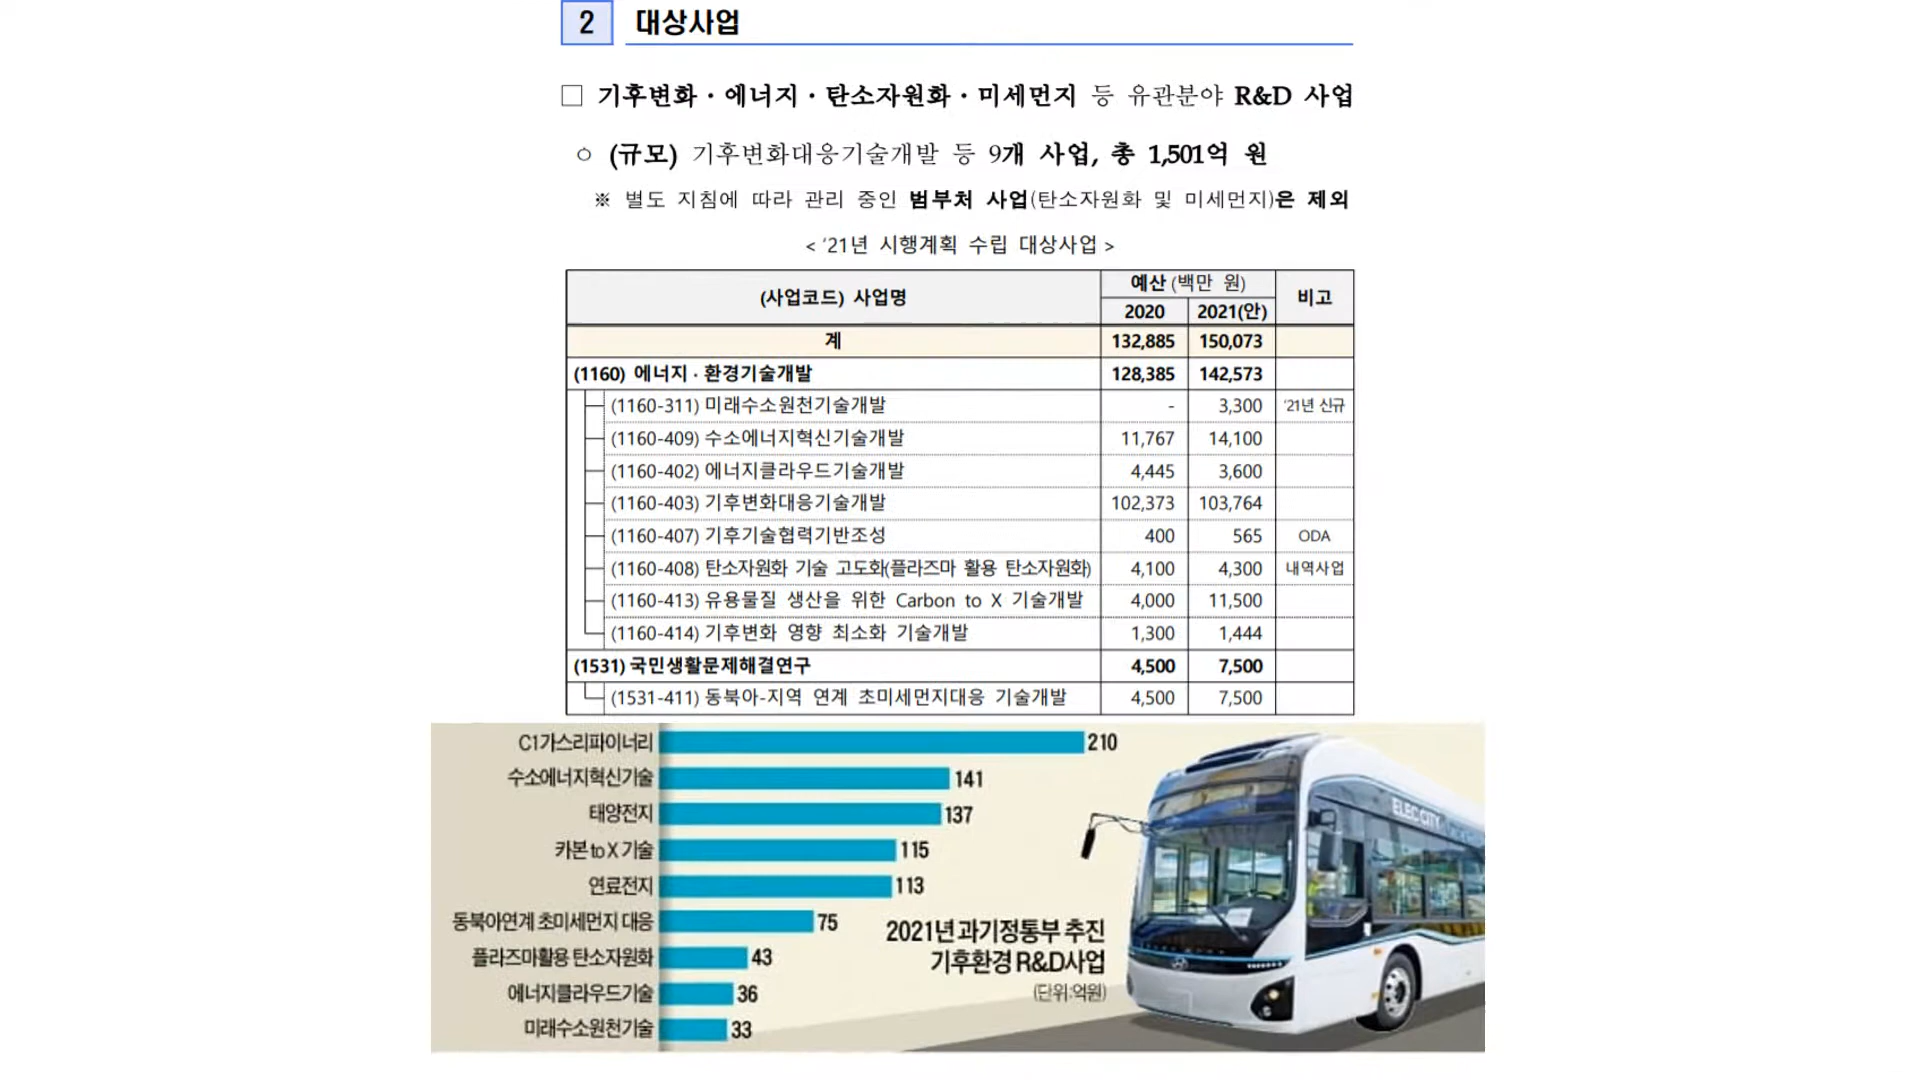 2 대상사업
□ 기후변화·에너지·탄소자원화·미세먼지 등 유관분야 R&D 사업
○ (규모) 기후변화대응기술개발 등 9개 사업, 총 1,501억 원
※ 별도 지침에 따라 관리 중인 범부처 사업(탄소자원화 및 미세먼지)은 제외
< '21년 시행계획 수립 대상사업 >
(사업코드) 사업명 예산 (백만 원) 비고
2020 2021(안)
계 132,885 150,073
(1160) 에너지·환경기술개발 128,385 142,573
(1160-311) 미래수소원천기술개발 - 3,300 '21년 신규
(1160-409) 수소에너지혁신기술개발 11,767 14,100
(1160-402) 에너지클라우드기술개발 4,445 3,600
(1160-403) 기후변화대응기술개발 102,373 103,764
(1160-407) 기후기술협력기반조성 400 565 ODA
(1160-408) 탄소자원화 기술 고도화(플라즈마 활용 탄소자원화) 4,100 4,300 내역사업
(1160-413) 유용물질 생산을 위한 Carbon to X 기술개발 4,000 11,500
(1160-414) 기후변화 영향 최소화 기술개발 1,300 1,444
(1531) 국민생활문제해결연구 4,500 7,500
(1531-411) 동북아-지역 연계 초미세먼지대응 기술개발 4,500 7,500
C1가스리파이너리 210
수소에너지혁신기술 141
태양전지 137
카본 to X 기술 115
연료전지 113
동북아연계 초미세먼지 대응 75
플라즈마활용 탄소자원화 43
에너지클라우드기술 36
미래수소원천기술 33
2021년 과기정통부 추진
기후환경 R&D사업
(단위:억원)
ELEC CITY